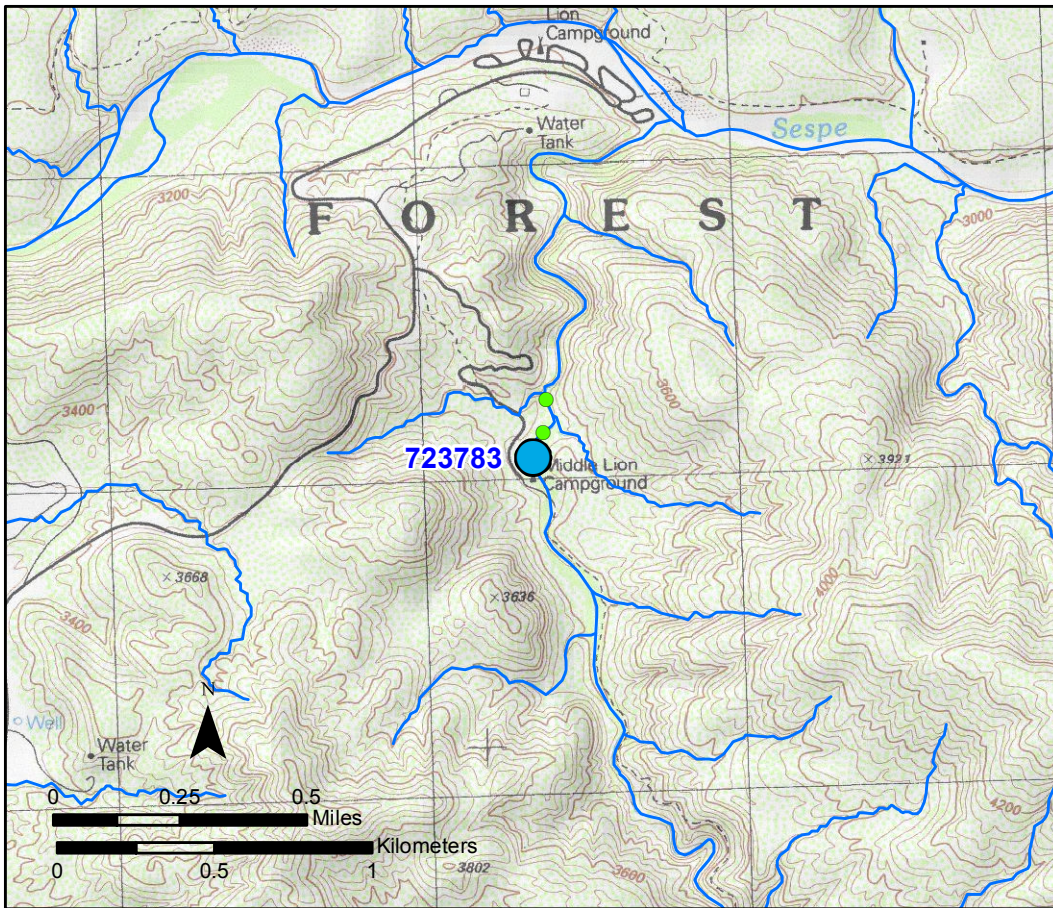 Lion
Campground
Water
Tank
Sespe
3200
F O R E S T
3000
3400
3600
723783
Middle Lion
Campground
3921
3668
3636
4000
3400
N
Well
Water
Tank
0 0.25 0.5
Miles
Kilometers
0 0.5 1
3802
3600
4200